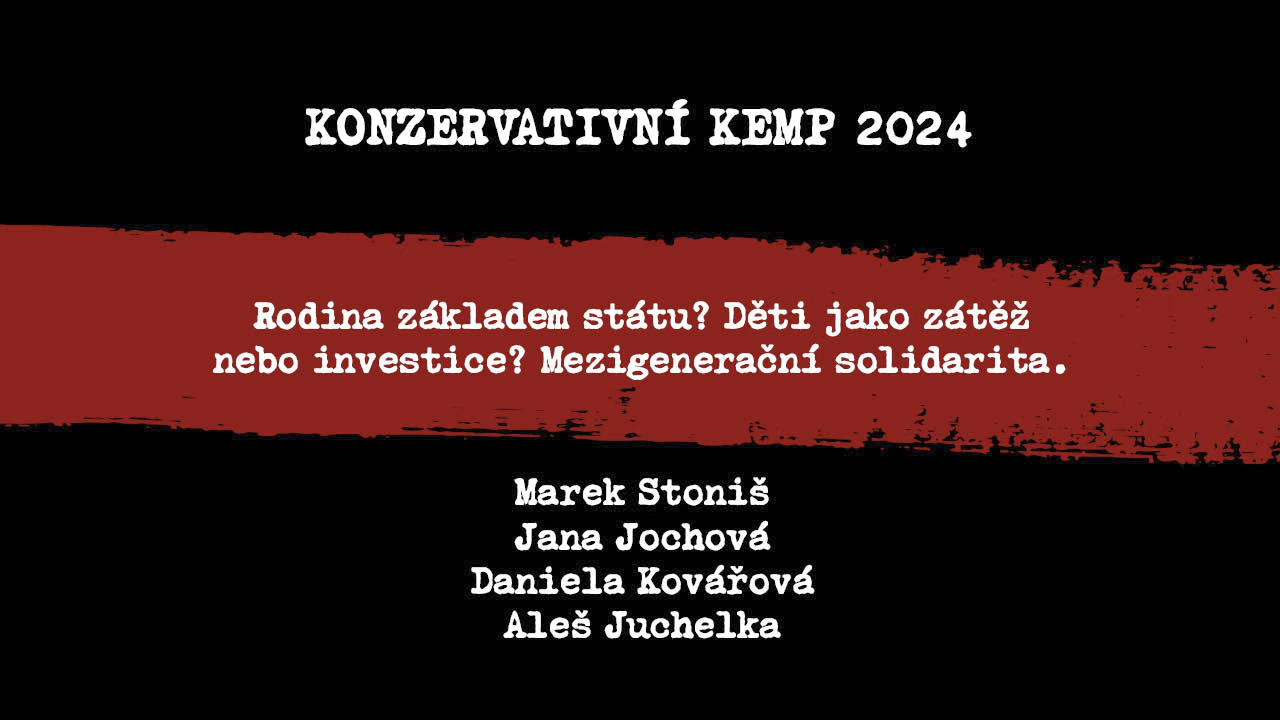 KONZERVATIVNÍ KEMP 2024
Rodina základem státu? Děti jako zátěž
nebo investice? Mezigenerační solidarita.
Marek Stoniš
Jana Jochová
Daniela Kovářová
Aleš Juchelka